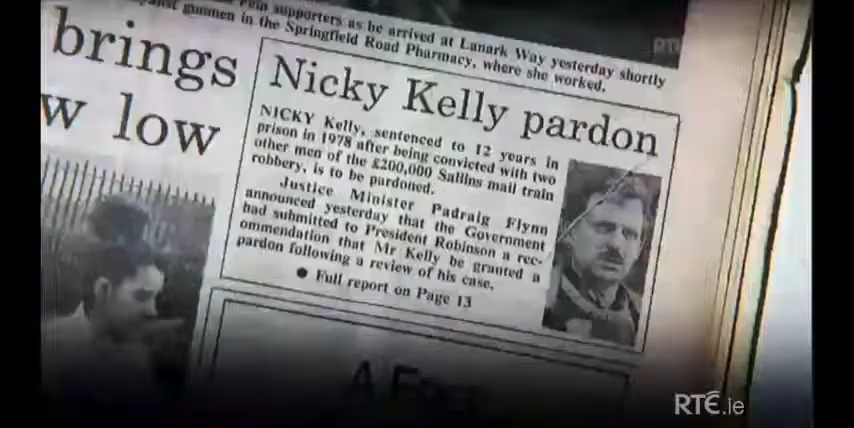 supporters as he arrived at Lanark Way yesterday shortly
gunmen in the Springfield Road Pharmacy, where she worked.
brings
w low
Nicky Kelly pardon
NICKY Kelly, sentenced to 12 years in
prison in 1978 after being convicted with two
other men of the £200,000 Sallins mail train
robbery, is to be pardoned.
Justice Minister Padraig Flynn
announced yesterday that the Government
had submitted to President Robinson a rec-
ommendation that Mr Kelly be granted a
pardon following a review of his case.
● Full report on Page 13
A
RTÉ.ie